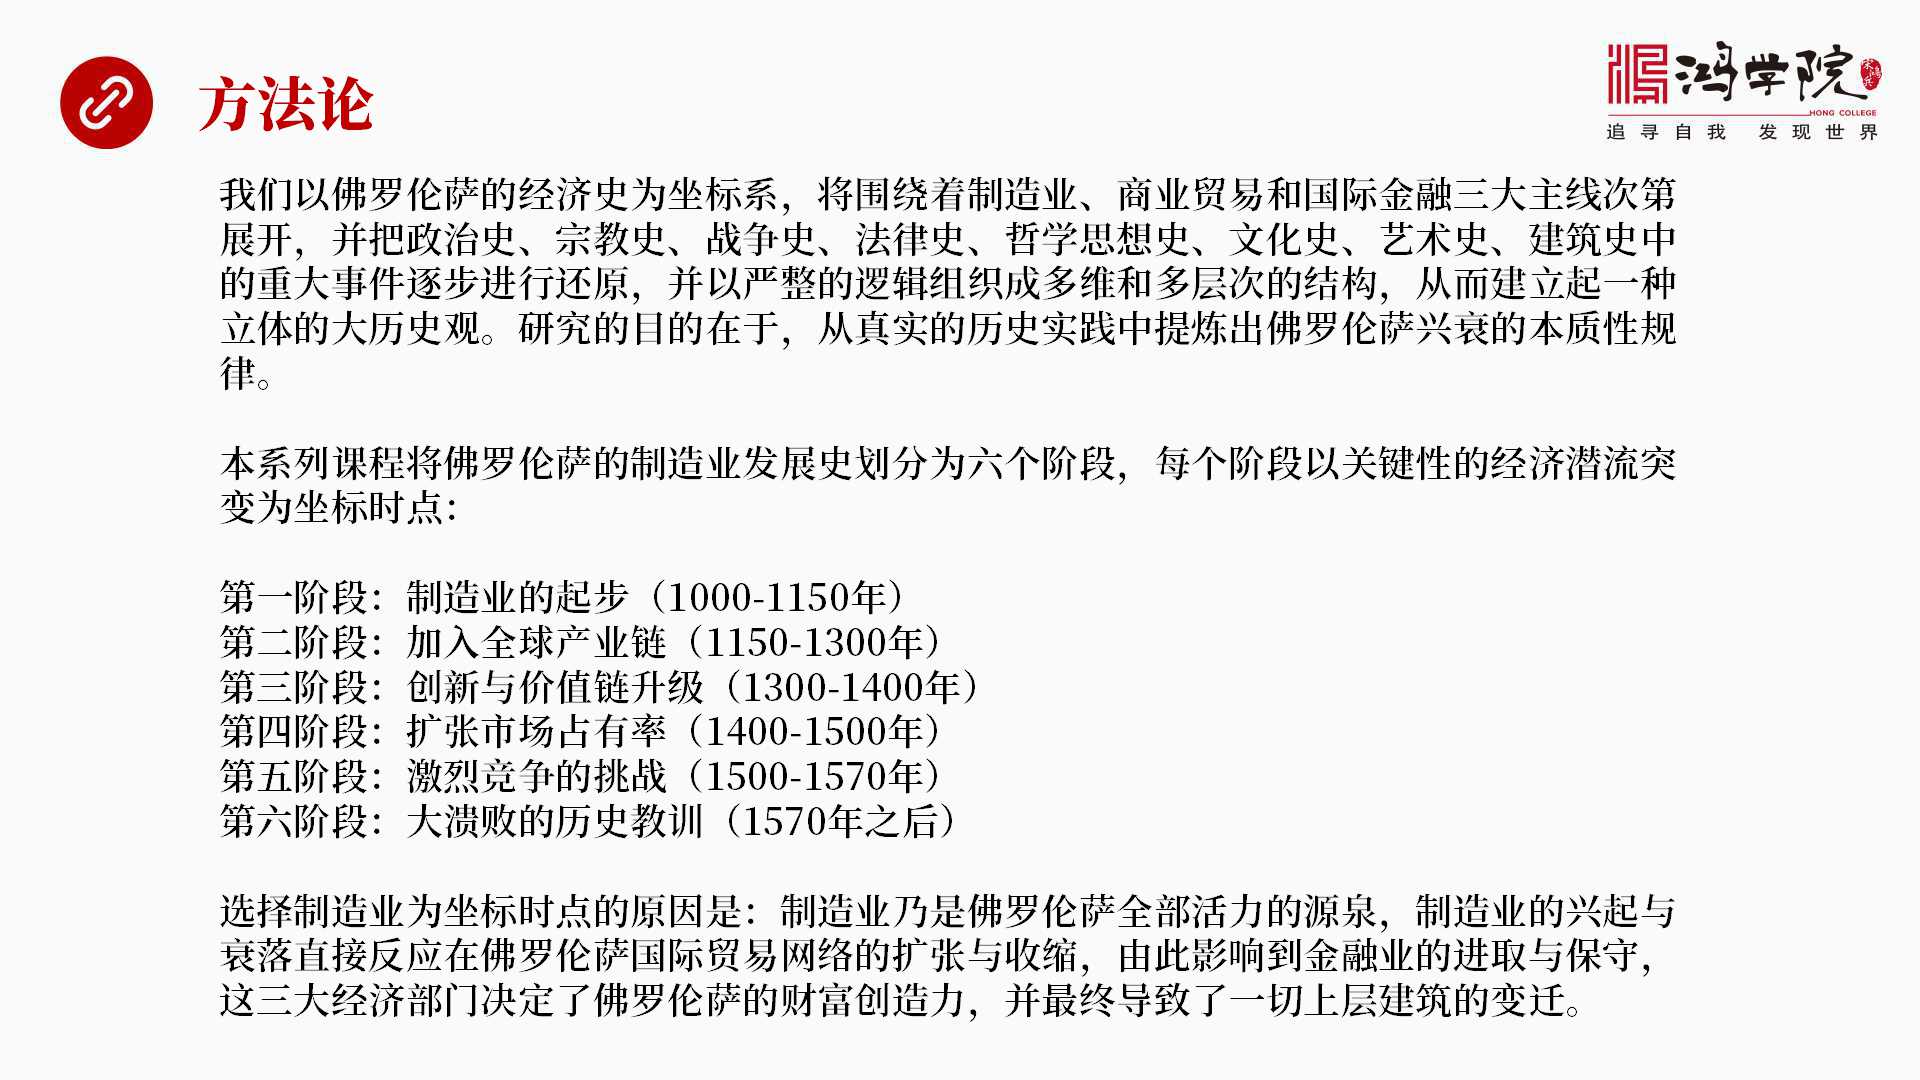 方法论
鸿学院
宋鸿兵
HONG COLLEGE
追寻自我 发现世界
我们以佛罗伦萨的经济史为坐标系，将围绕着制造业、商业贸易和国际金融三大主线次第
展开，并把政治史、宗教史、战争史、法律史、哲学思想史、文化史、艺术史、建筑史中
的重大事件逐步进行还原，并以严整的逻辑组织成多维和多层次的结构，从而建立起一种
立体的大历史观。研究的目的在于，从真实的历史实践中提炼出佛罗伦萨兴衰的本质性规
律。
本系列课程将佛罗伦萨的制造业发展史划分为六个阶段，每个阶段以关键性的经济潜流突
变为坐标时点：
第一阶段：制造业的起步（1000-1150年）
第二阶段：加入全球产业链（1150-1300年）
第三阶段：创新与价值链升级（1300-1400年）
第四阶段：扩张市场占有率（1400-1500年）
第五阶段：激烈竞争的挑战（1500-1570年）
第六阶段：大溃败的历史教训（1570年之后）
选择制造业为坐标时点的原因是：制造业乃是佛罗伦萨全部活力的源泉，制造业的兴起与
衰落直接反应在佛罗伦萨国际贸易网络的扩张与收缩，由此影响到金融业的进取与保守，
这三大经济部门决定了佛罗伦萨的财富创造力，并最终导致了一切上层建筑的变迁。